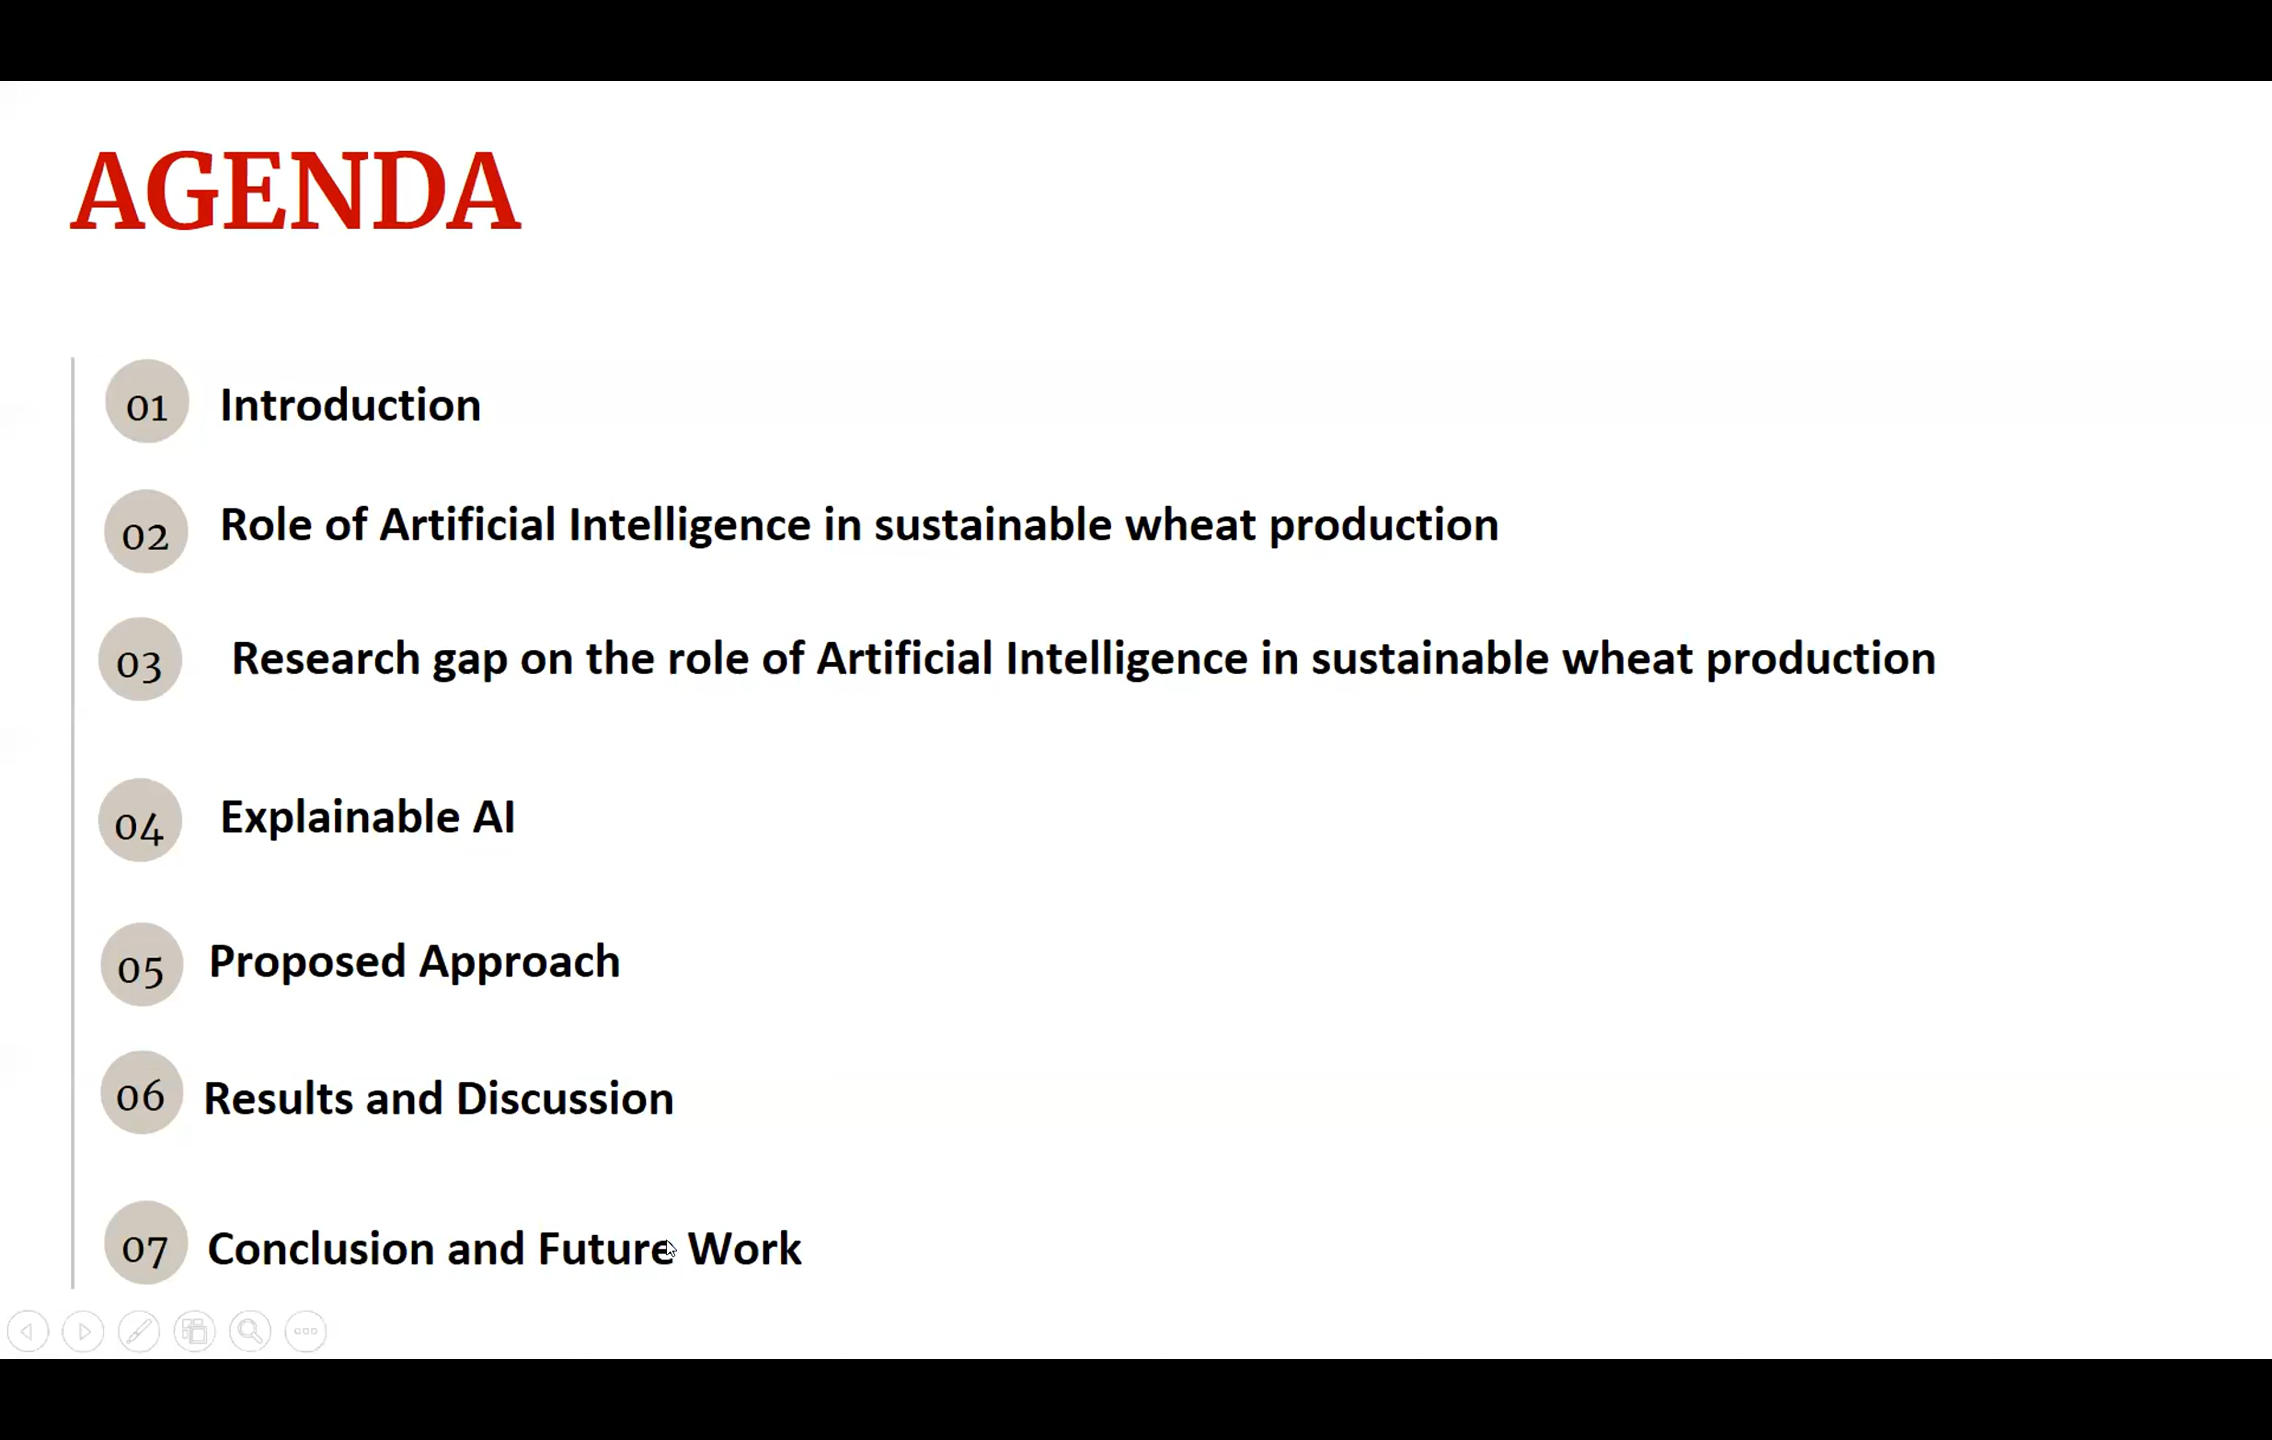 AGENDA
01 Introduction
02 Role of Artificial Intelligence in sustainable wheat production
03 Research gap on the role of Artificial Intelligence in sustainable wheat production
04 Explainable AI
05 Proposed Approach
06 Results and Discussion
07 Conclusion and Future Work